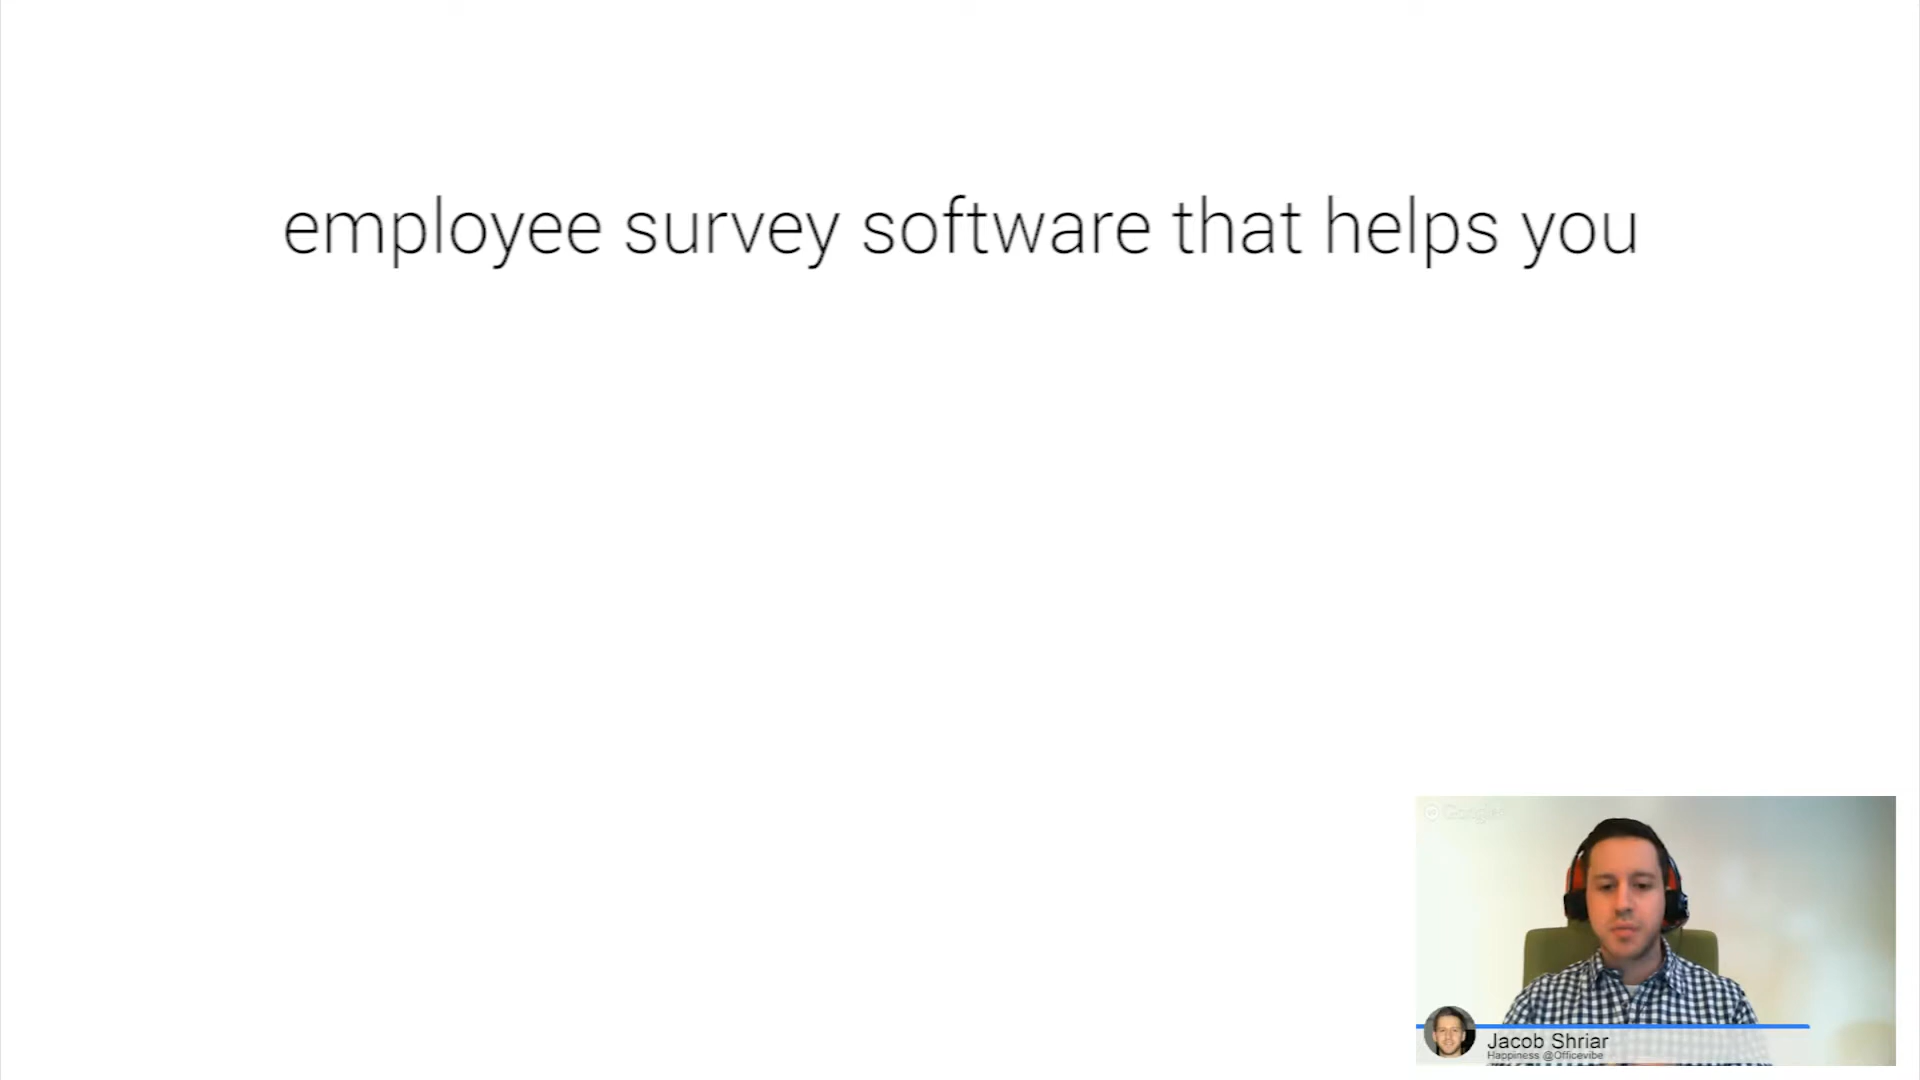 employee survey software that helps you
Jacob Shriar
Happiness @Officevibe